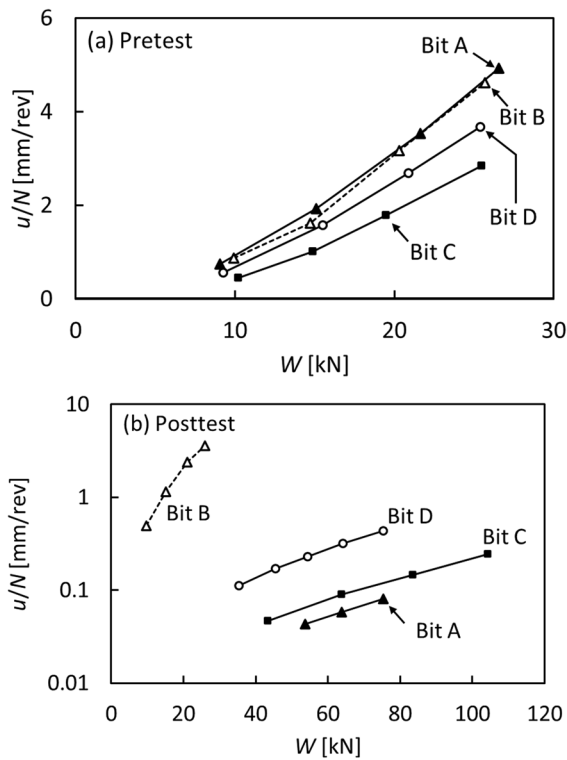 (a) Pretest
u/N [mm/rev]
6
4
2
0
Bit A
Bit B
Bit D
Bit C
0 10 20 30
W [kN]
(b) Posttest
u/N [mm/rev]
10
1
0.1
0.01
Bit B
Bit D
Bit C
Bit A
0 20 40 60 80 100 120
W [kN]